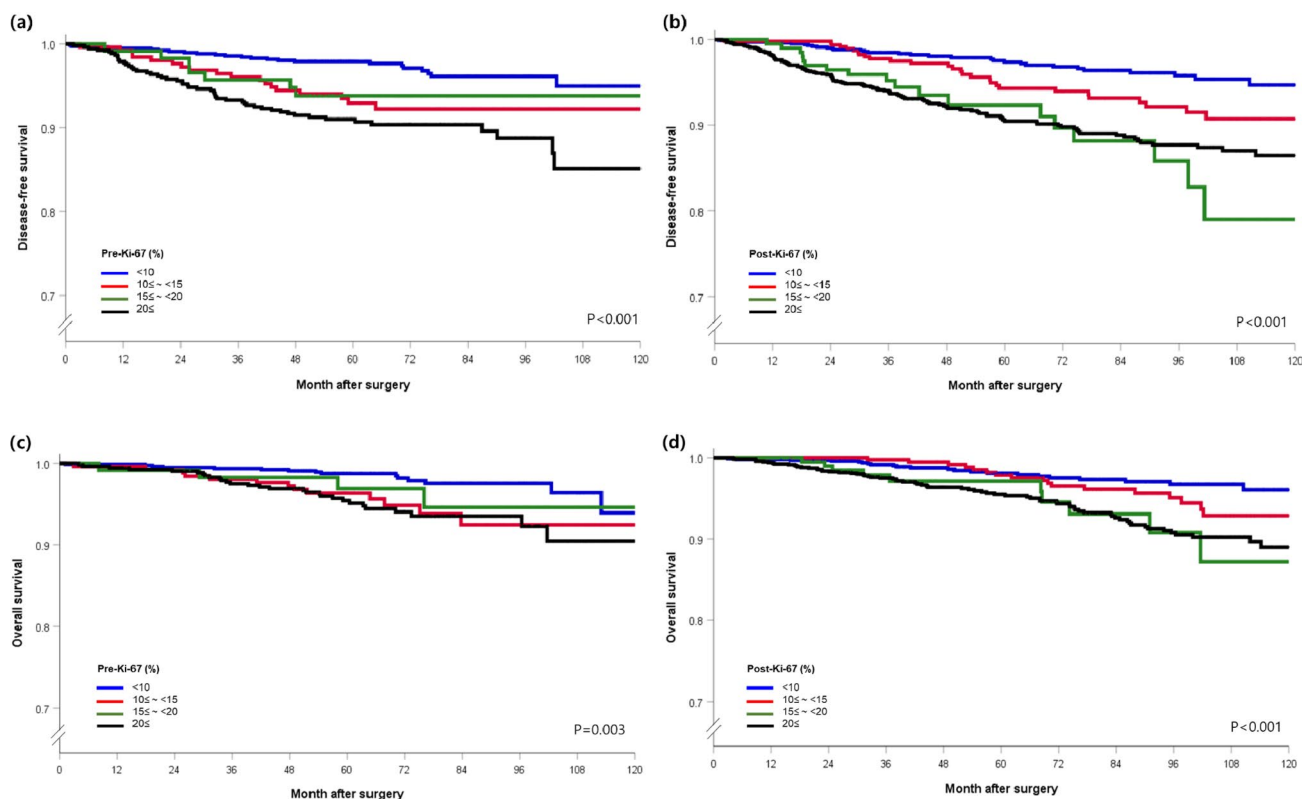 (a)
1.0
0.9
0.8
0.7
Disease-free survival
Pre-Ki-67 (%)
<10
10≤ ~ <15
15≤ ~ <20
20≤
P<0.001
0 12 24 36 48 60 72 84 96 108 120
Month after surgery
(b)
1.0
0.9
0.8
0.7
Disease-free survival
Post-Ki-67 (%)
<10
10≤ ~ <15
15≤ ~ <20
20≤
P<0.001
0 12 24 36 48 60 72 84 96 108 120
Month after surgery
(c)
1.0
0.9
0.8
0.7
Overall survival
Pre-Ki-67 (%)
<10
10≤ ~ <15
15≤ ~ <20
20≤
P=0.003
0 12 24 36 48 60 72 84 96 108 120
Month after surgery
(d)
1.0
0.9
0.8
0.7
Overall survival
Post-Ki-67 (%)
<10
10≤ ~ <15
15≤ ~ <20
20≤
P<0.001
0 12 24 36 48 60 72 84 96 108 120
Month after surgery